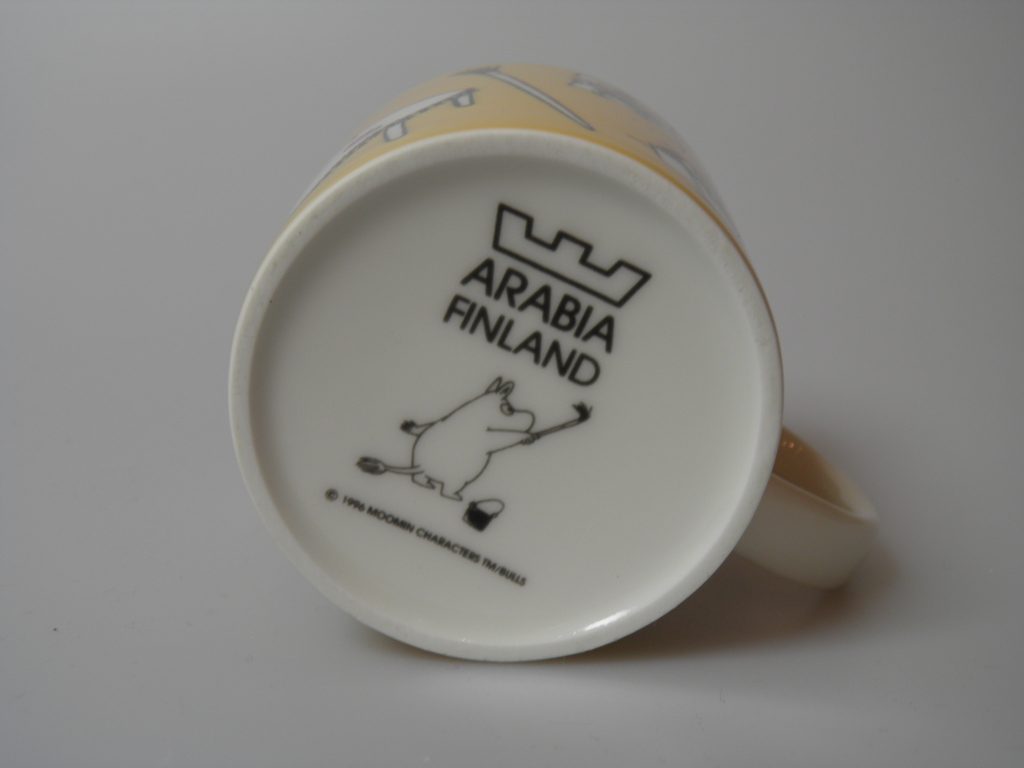 ARABIA
FINLAND
© 1996 MOOMIN CHARACTERS TM/BULLS